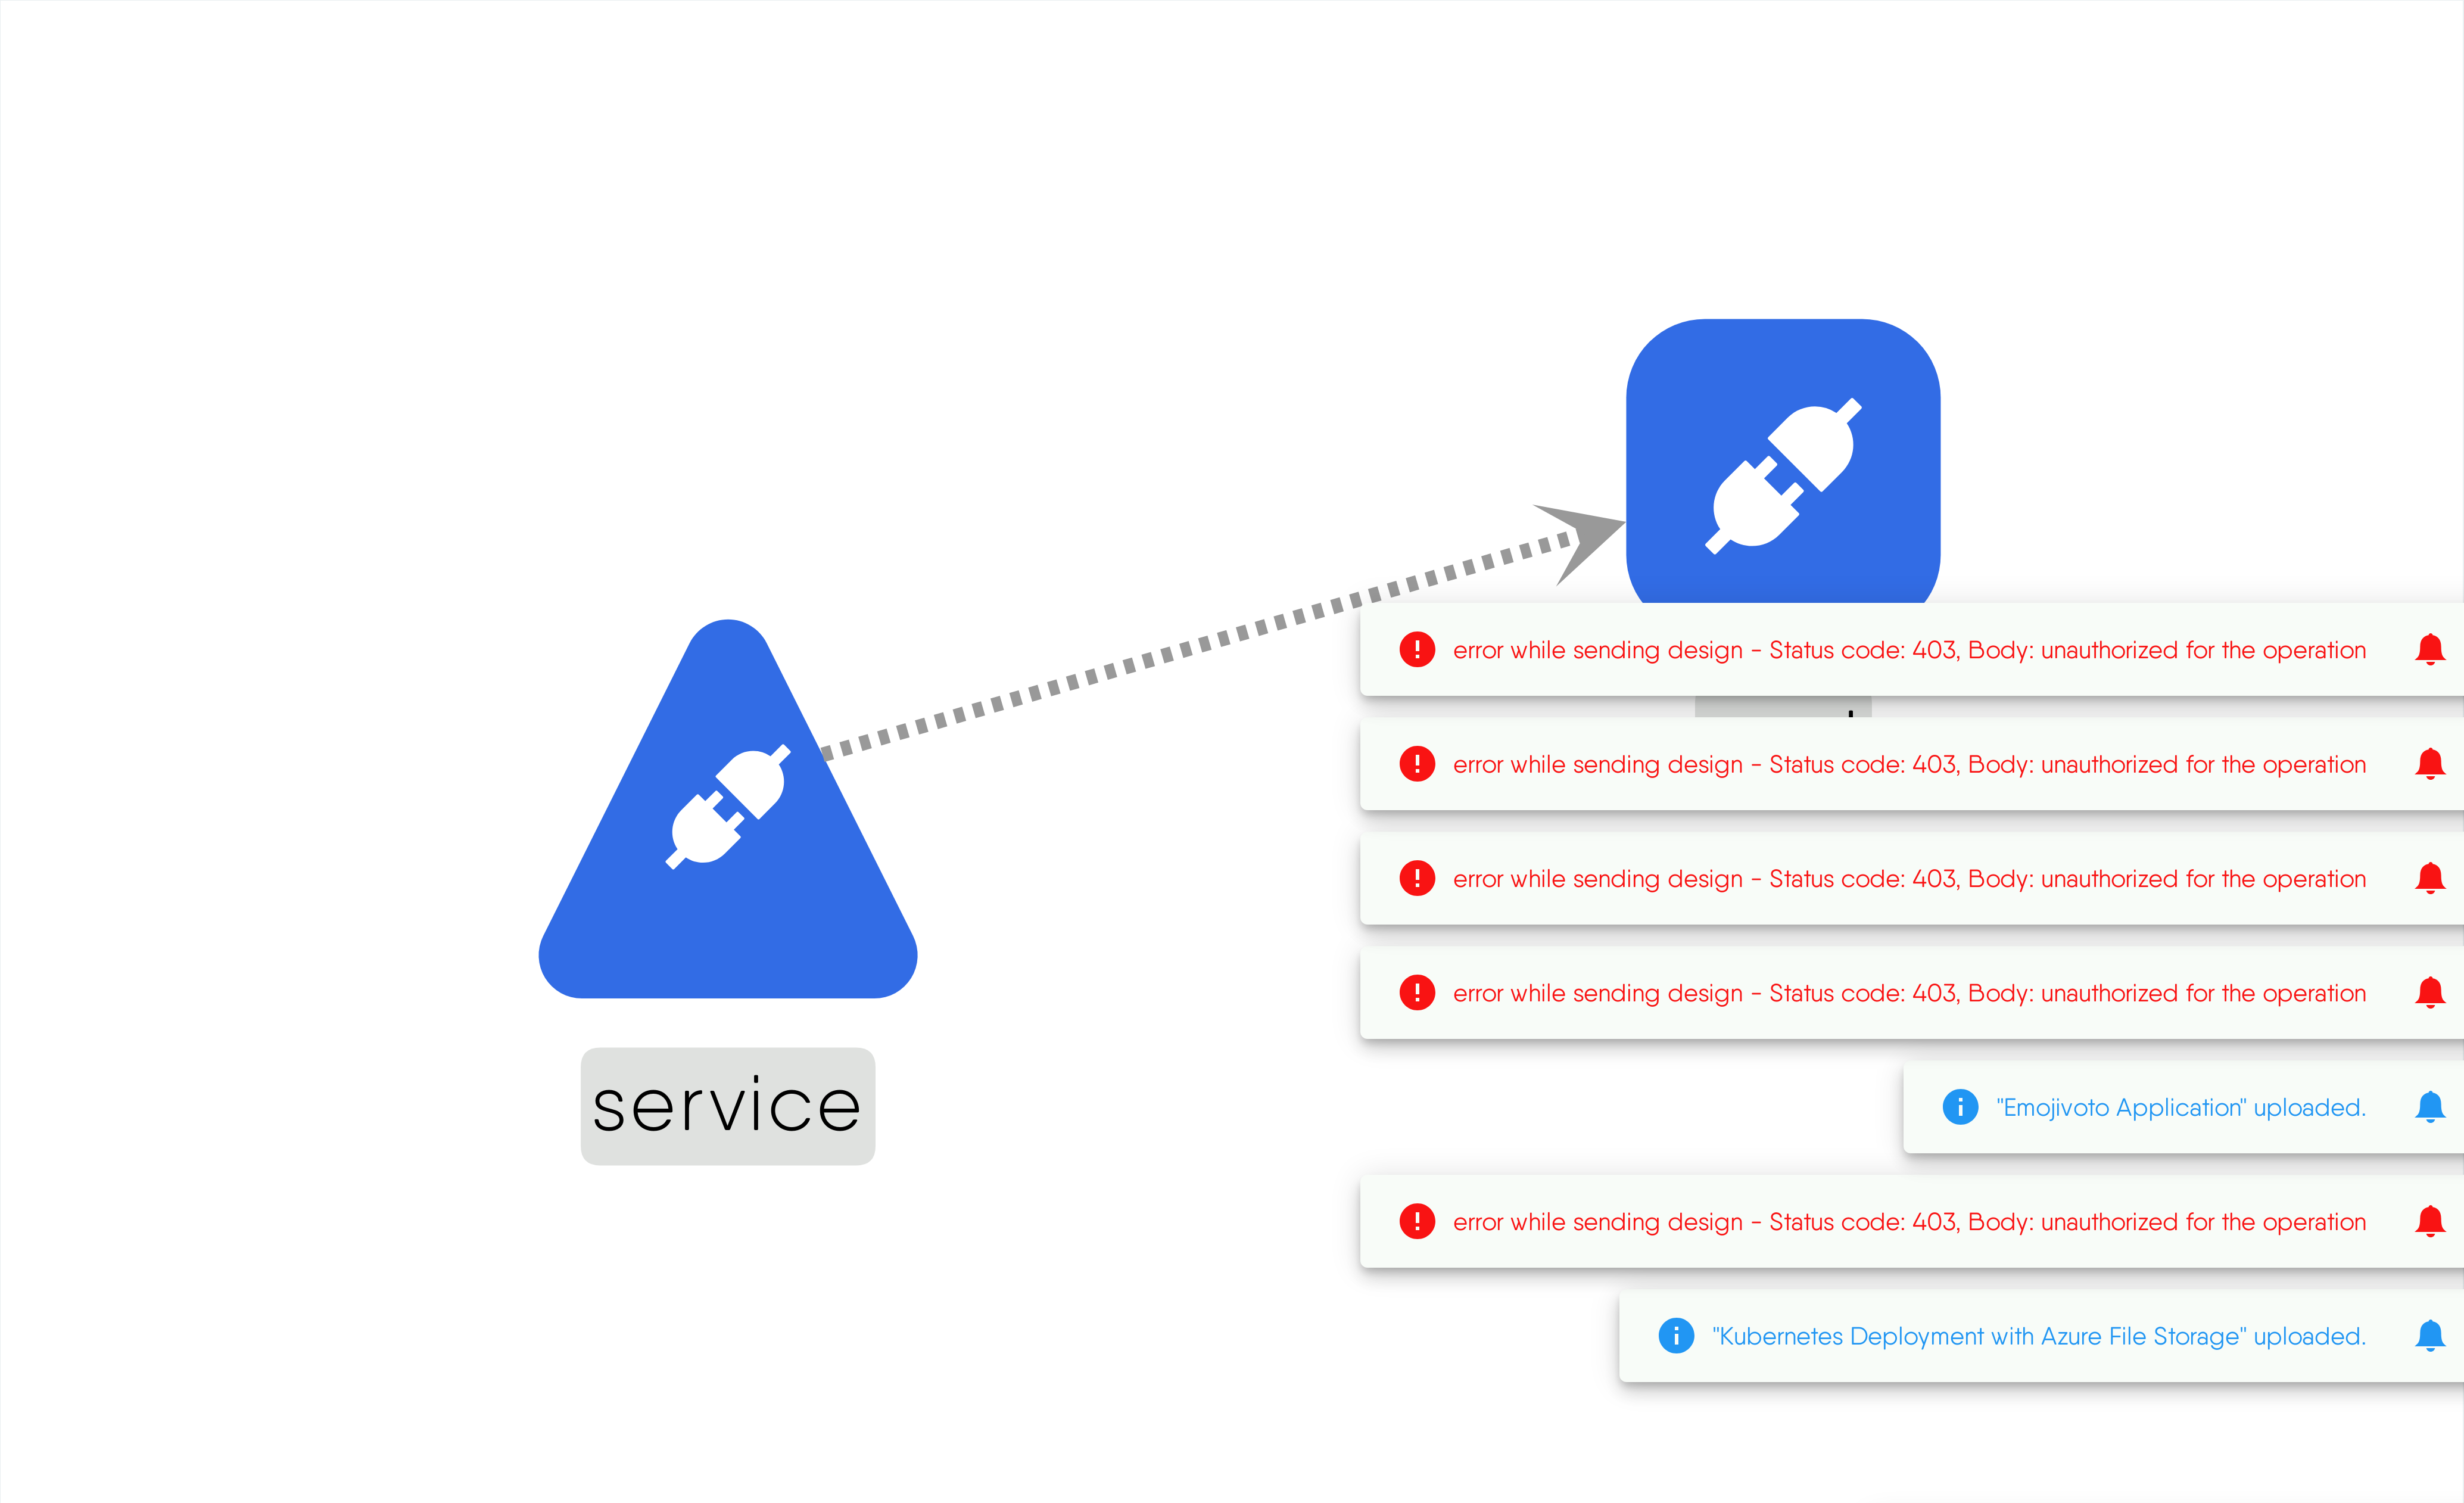 error while sending design - Status code: 403, Body: unauthorized for the operation
error while sending design - Status code: 403, Body: unauthorized for the operation
error while sending design - Status code: 403, Body: unauthorized for the operation
error while sending design - Status code: 403, Body: unauthorized for the operation
service
"Emojivoto Application" uploaded.
error while sending design - Status code: 403, Body: unauthorized for the operation
"Kubernetes Deployment with Azure File Storage" uploaded.